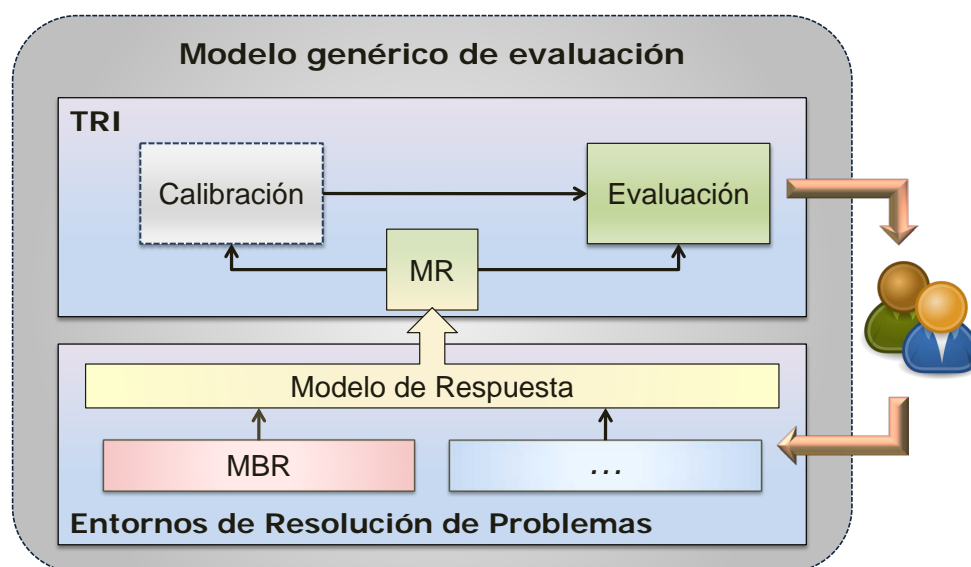 Modelo genérico de evaluación
TRI
Calibración
Evaluación
MR
Modelo de Respuesta
MBR
...
Entornos de Resolución de Problemas